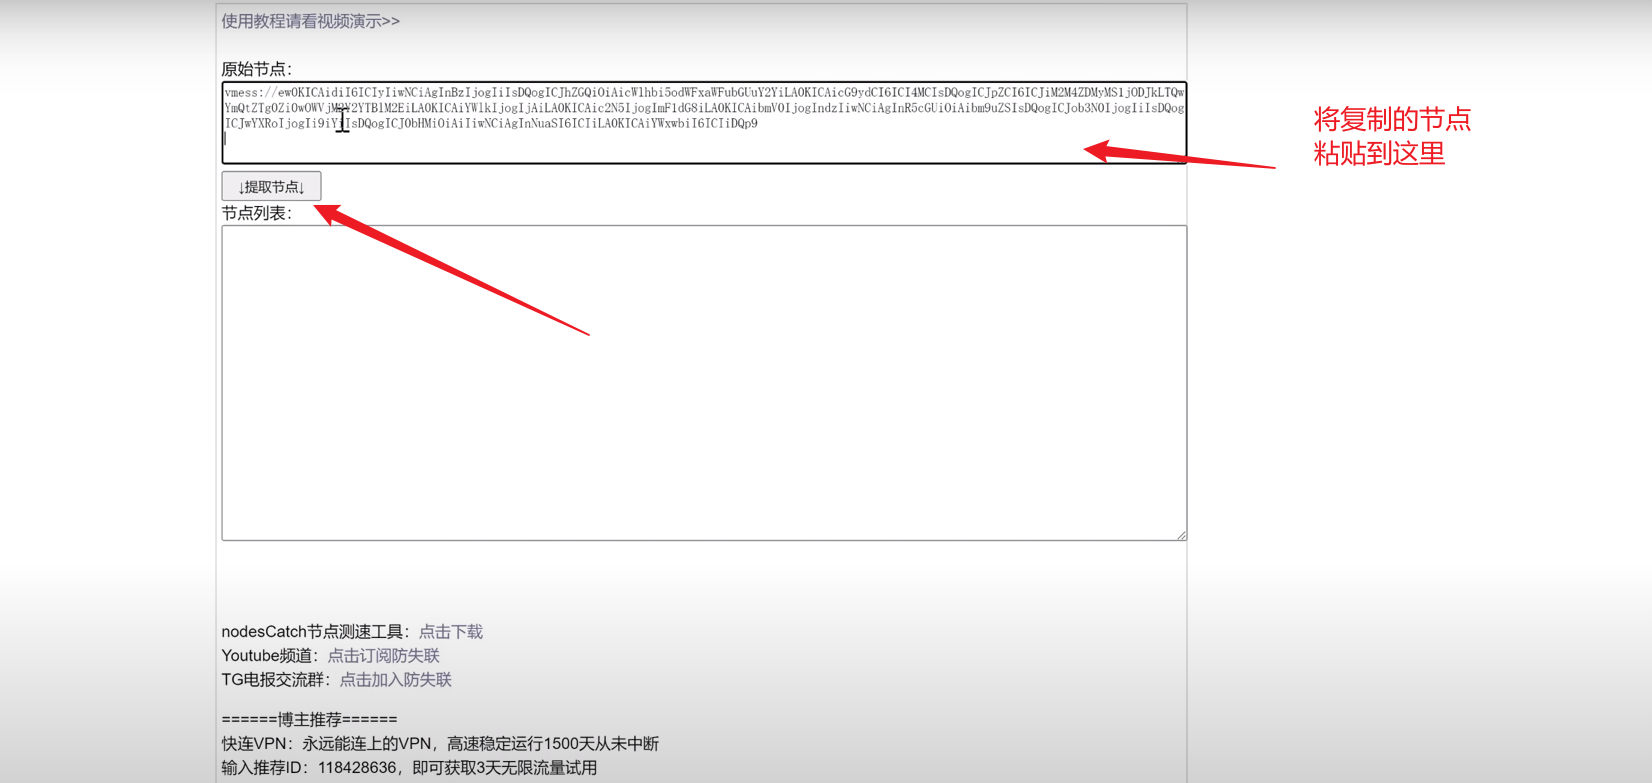 使用教程请看视频演示>>
原始节点：
vmess://ew0KICAidiI6ICIyIiwNCiAgInBzIjogIiIsDQogICJhZGQiOiAicWlhbi5odWFxaWFubGUuY2YiLA0KICAicG9ydCI6ICI4MCIsDQogICJpZCI6ICJiM2M4ZDMyMS1jODJkLTQw
ICJwYXRoIjogIi9iYiIsDQogICJ0bHMiOiAiIiwNCiAgInNuaSI6ICIiLA0KICAiYWxwbiI6ICIiDQp9
将复制的节点
粘贴到这里
↓提取节点↓
节点列表：
nodesCatch节点测速工具：点击下载
Youtube频道：点击订阅防失联
TG电报交流群：点击加入防失联
======博主推荐======
快连VPN：永远能连上的VPN，高速稳定运行1500天从未中断
输入推荐ID：118428636，即可获取3天无限流量试用